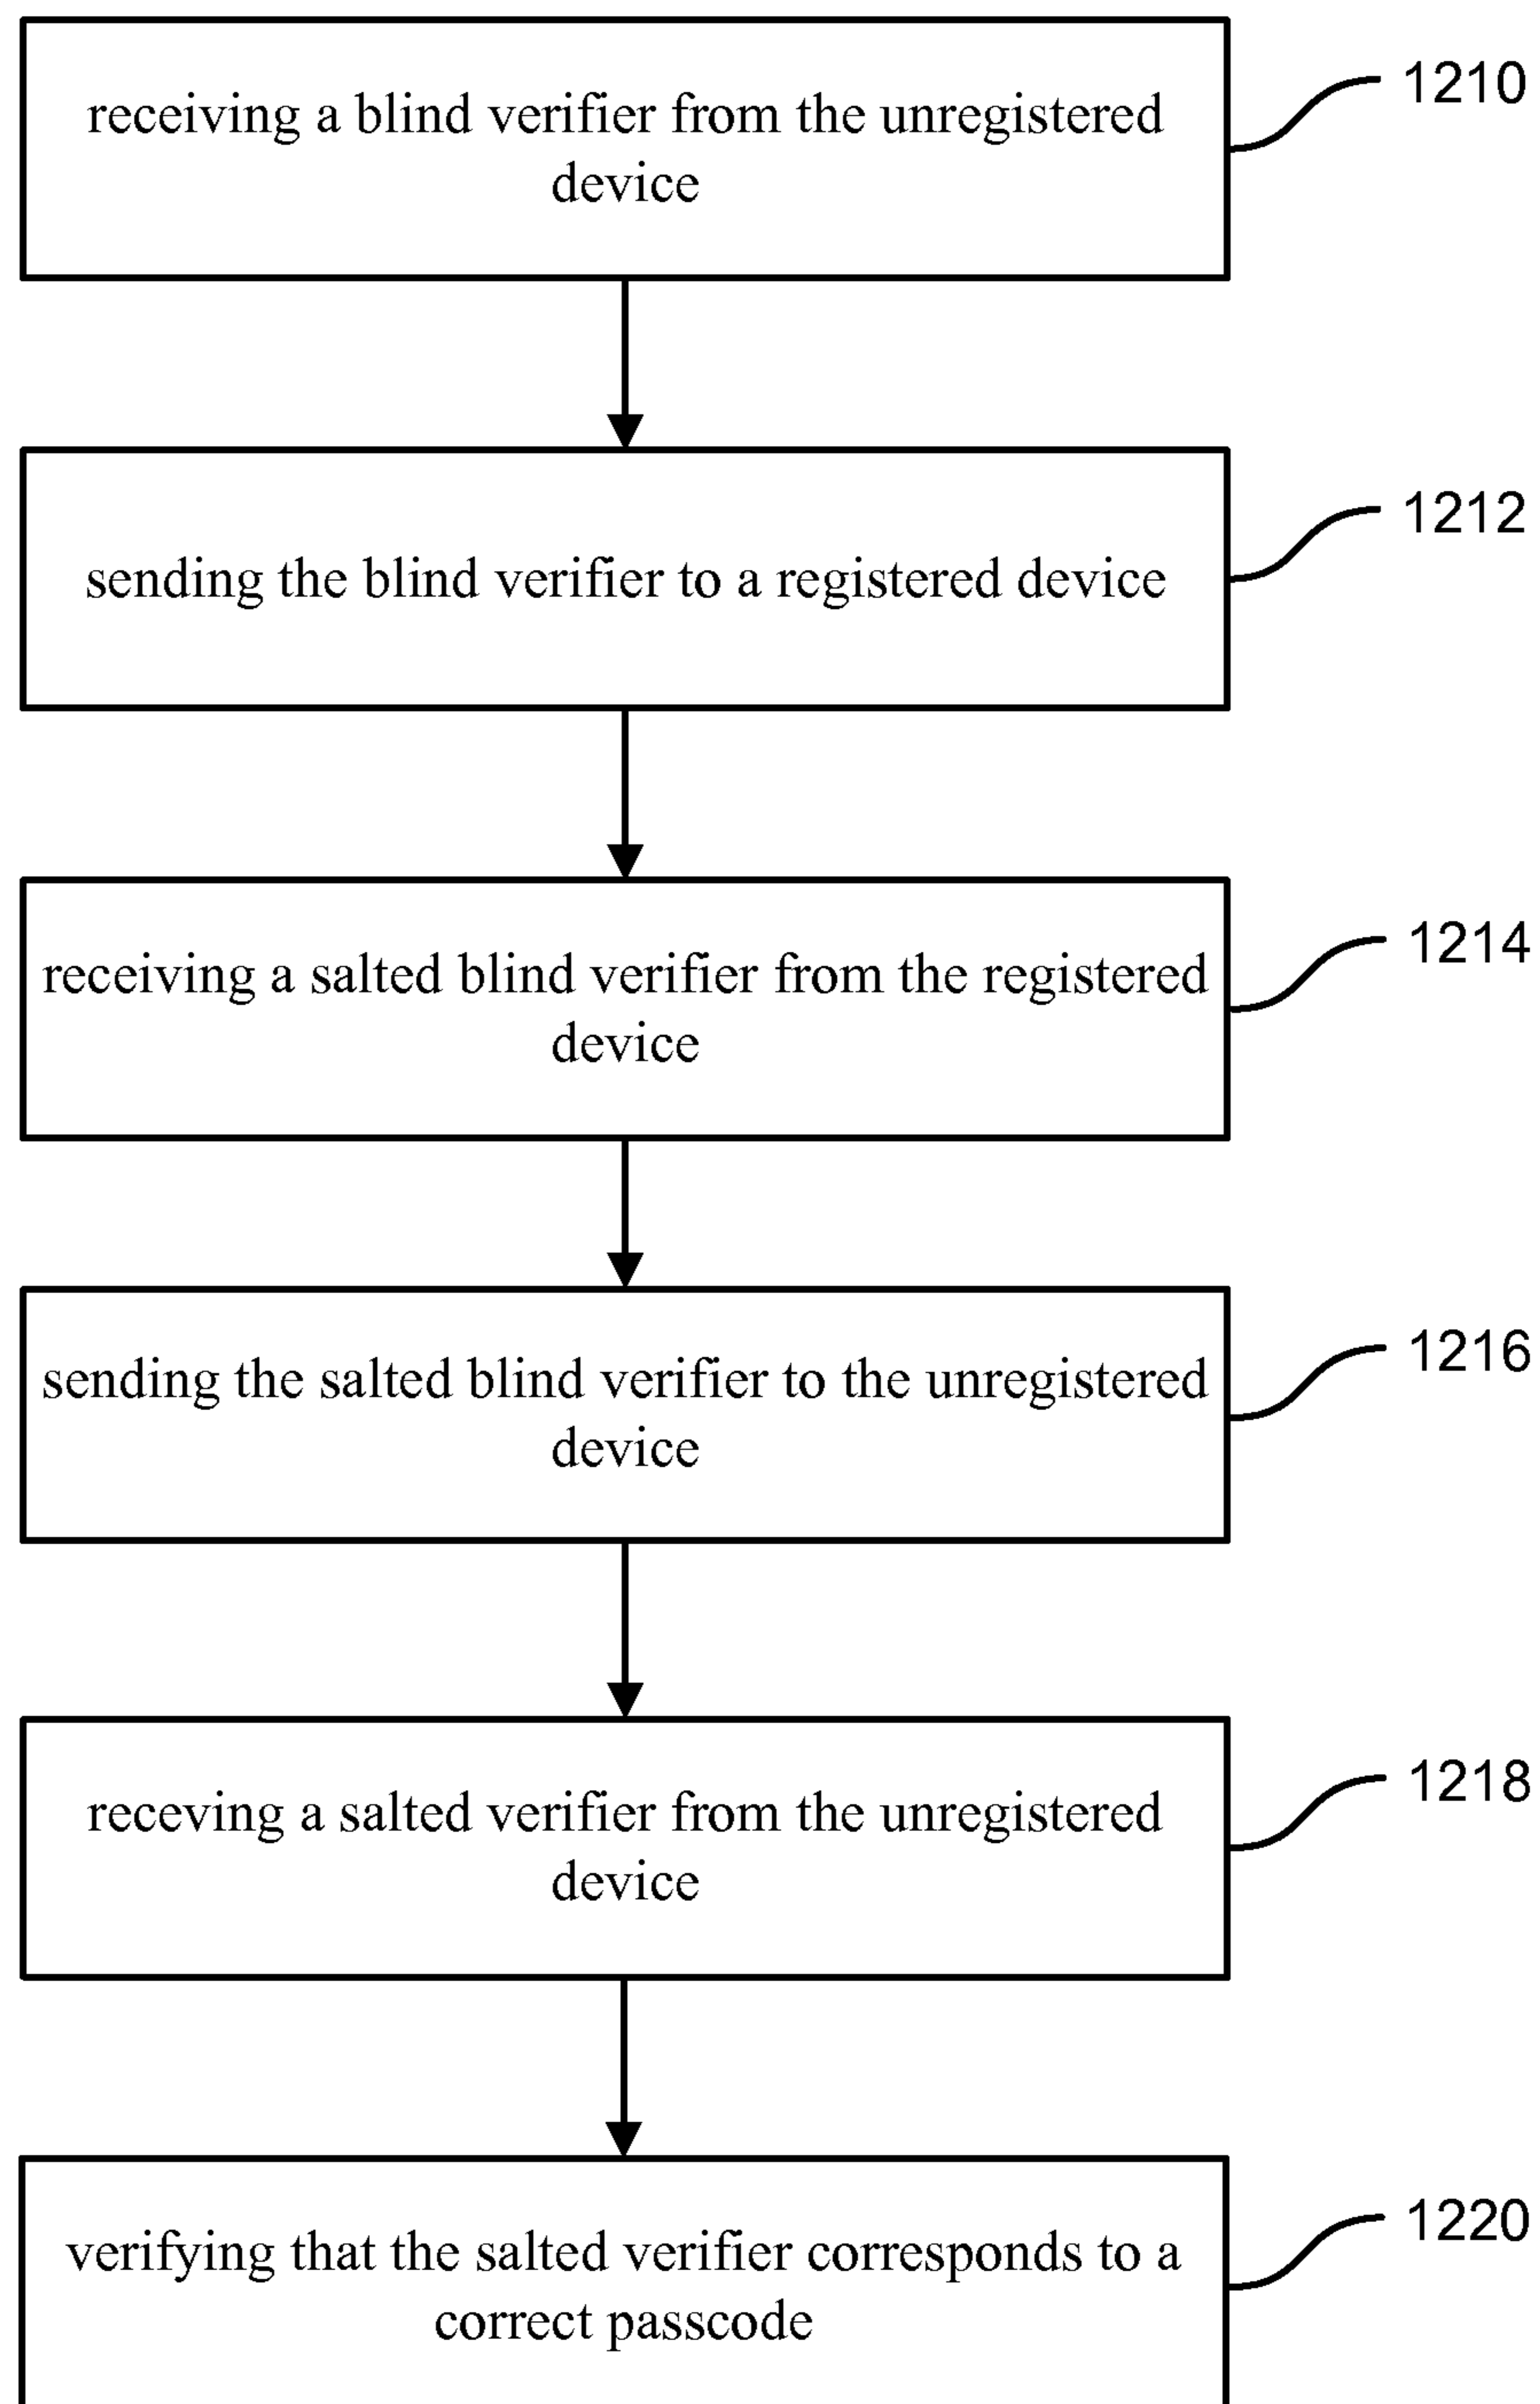 receiving a blind verifier from the unregistered
device
1210
sending the blind verifier to a registered device
1212
receiving a salted blind verifier from the registered
device
1214
sending the salted blind verifier to the unregistered
device
1216
receving a salted verifier from the unregistered
device
1218
verifying that the salted verifier corresponds to a
correct passcode
1220